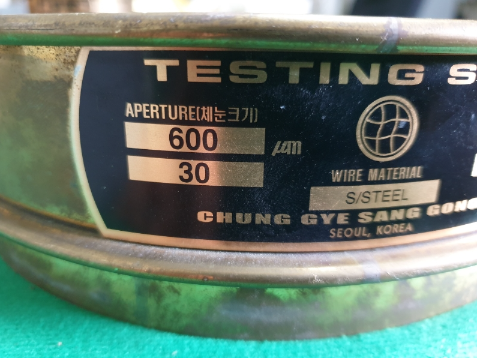 TESTING S
APERTURE(체눈크기)
600 μm
30
WIRE MATERIAL
S/STEEL
CHUNG GYE SANG GONG
SEOUL, KOREA